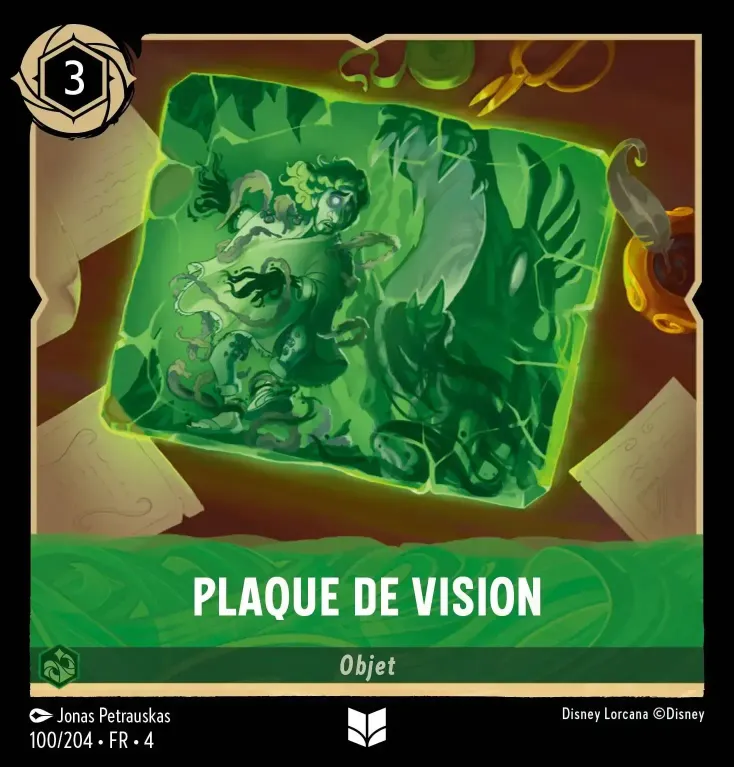 3
PLAQUE DE VISION
Objet
Jonas Petrauskas
Disney Lorcana ©Disney
100/204 • FR • 4